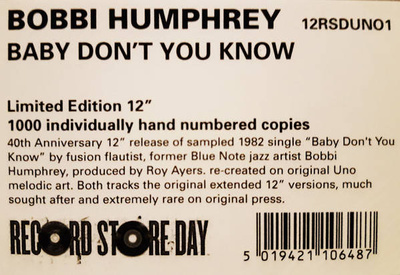 BOBBI HUMPHREY 12RSDUNO1
BABY DON'T YOU KNOW
Limited Edition 12"
1000 individually hand numbered copies
40th Anniversary 12" release of sampled 1982 single "Baby Don't You
Know" by fusion flautist, former Blue Note jazz artist Bobbi
Humphrey, produced by Roy Ayers. re-created on original Uno
melodic art. Both tracks the original extended 12" versions, much
sought after and extremely rare on original press.
RECORD STORE DAY
5 019421 106487